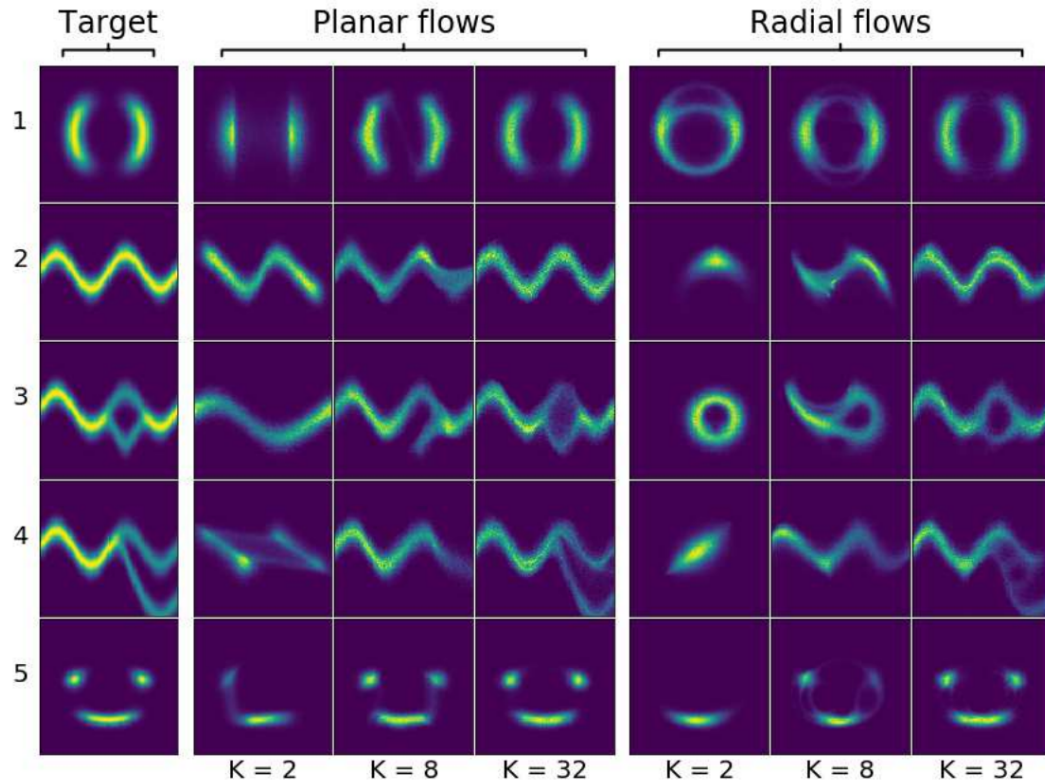 Target Planar flows Radial flows
1
2
3
4
5
K = 2 K = 8 K = 32 K = 2 K = 8 K = 32